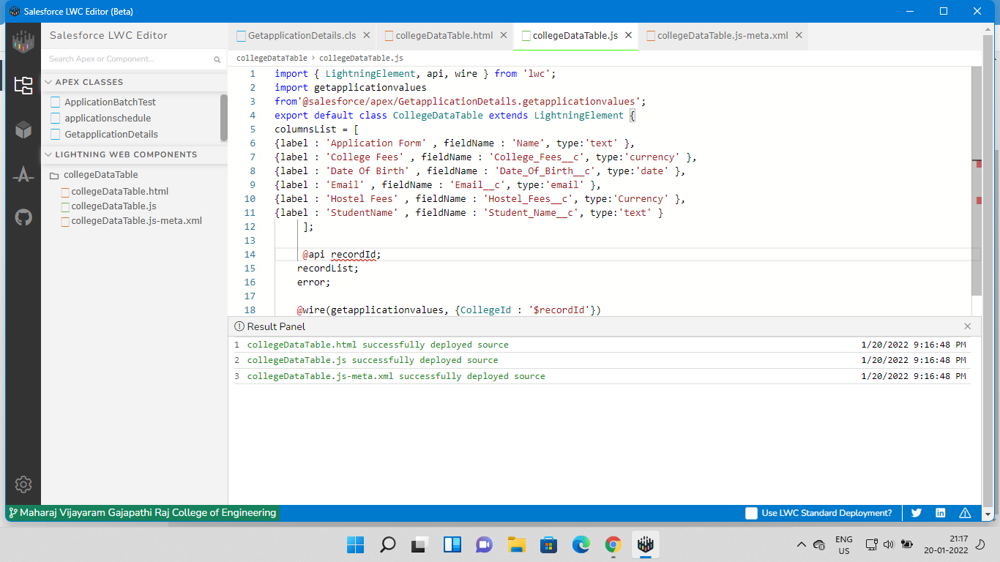 Salesforce LWC Editor (Beta)
Salesforce LWC Editor
GetapplicationDetails.cls
collegeDataTable.html
collegeDataTable.js
collegeDataTable.js-meta.xml
Search Apex or Component...
collegeDataTable > collegeDataTable.js
APEX CLASSES
ApplicationBatchTest
applicationschedule
GetapplicationDetails
LIGHTNING WEB COMPONENTS
collegeDataTable
collegeDataTable.html
collegeDataTable.js
collegeDataTable.js-meta.xml
1 import { LightningElement, api, wire } from 'lwc';
2 import getapplicationvalues
3 from'@salesforce/apex/GetapplicationDetails.getapplicationvalues';
4 export default class CollegeDataTable extends LightningElement {
5 columnsList = [
6 {label : 'Application Form' , fieldName : 'Name', type:'text' },
7 {label : 'College Fees' , fieldName : 'College_Fees__c', type:'currency' },
8 {label : 'Date Of Birth' , fieldName : 'Date_Of_Birth__c', type:'date' },
9 {label : 'Email' , fieldName : 'Email__c', type:'email' },
10 {label : 'Hostel Fees' , fieldName : 'Hostel_Fees__c', type:'Currency' },
11 {label : 'StudentName' , fieldName : 'Student_Name__c', type:'text' }
12 ];
13
14 @api recordId;
15 recordList;
16 error;
17
18 @wire(getapplicationvalues, {CollegeId : '$recordId'})
Result Panel
1 collegeDataTable.html successfully deployed source 1/20/2022 9:16:48 PM
2 collegeDataTable.js successfully deployed source 1/20/2022 9:16:48 PM
3 collegeDataTable.js-meta.xml successfully deployed source 1/20/2022 9:16:48 PM
Maharaj Vijayaram Gajapathi Raj College of Engineering
Use LWC Standard Deployment?
ENG
US
21:17
20-01-2022